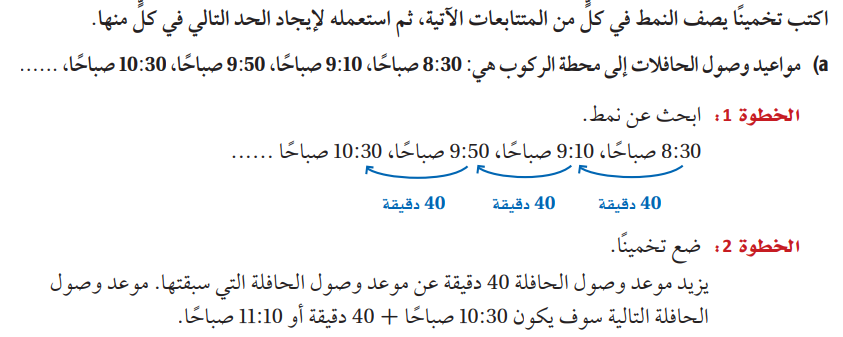 اكتب تخمينًا يصف النمط في كلٍّ من المتتابعات الآتية، ثم استعمله لإيجاد الحد التالي في كلٍّ منها.
a) مواعيد وصول الحافلات إلى محطة الركوب هي: 8:30 صباحًا، 9:10 صباحًا، 9:50 صباحًا، 10:30 صباحًا، ......
الخطوة 1: ابحث عن نمط.
8:30 صباحًا، 9:10 صباحًا، 9:50 صباحًا، 10:30 صباحًا ......
40 دقيقة 40 دقيقة 40 دقيقة
الخطوة 2: ضع تخمينًا.
يزيد موعد وصول الحافلة 40 دقيقة عن موعد وصول الحافلة التي سبقتها. موعد وصول
الحافلة التالية سوف يكون 10:30 صباحًا + 40 دقيقة أو 11:10 صباحًا.